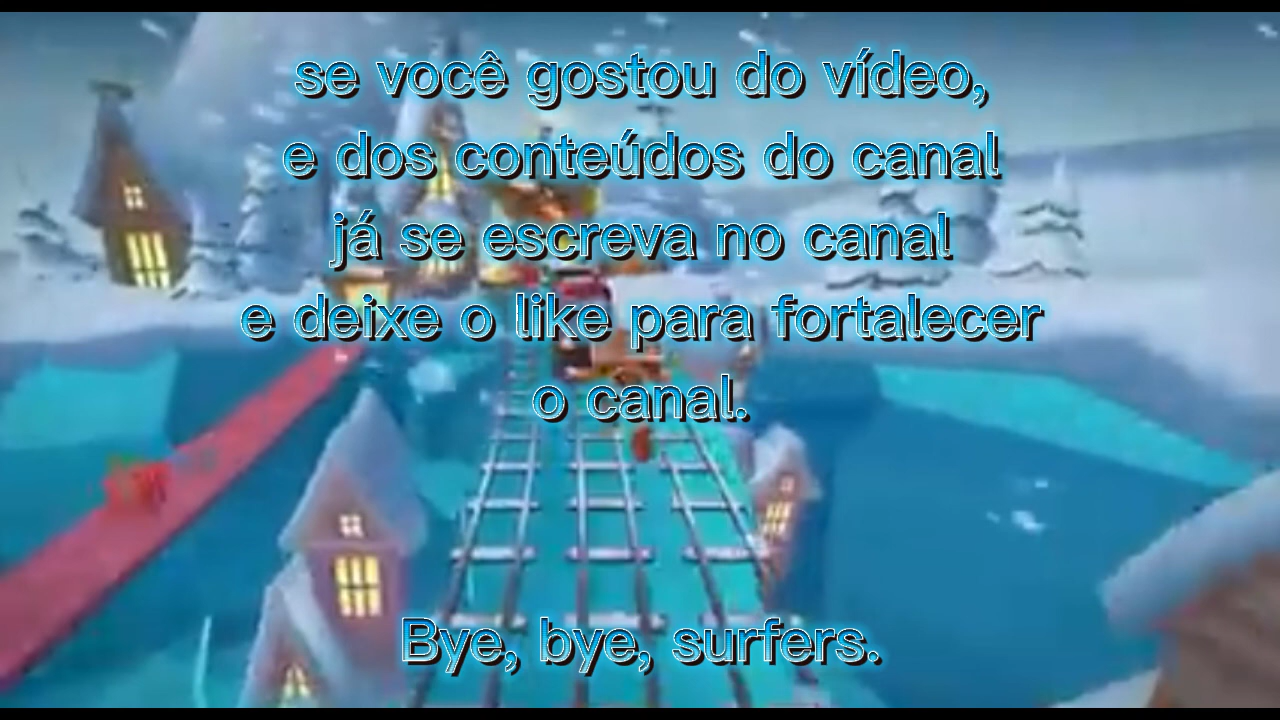 se você gostou do vídeo,
e dos conteúdos do canal
já se escreva no canal
e deixe o like para fortalecer
o canal.
Bye, bye, surfers.